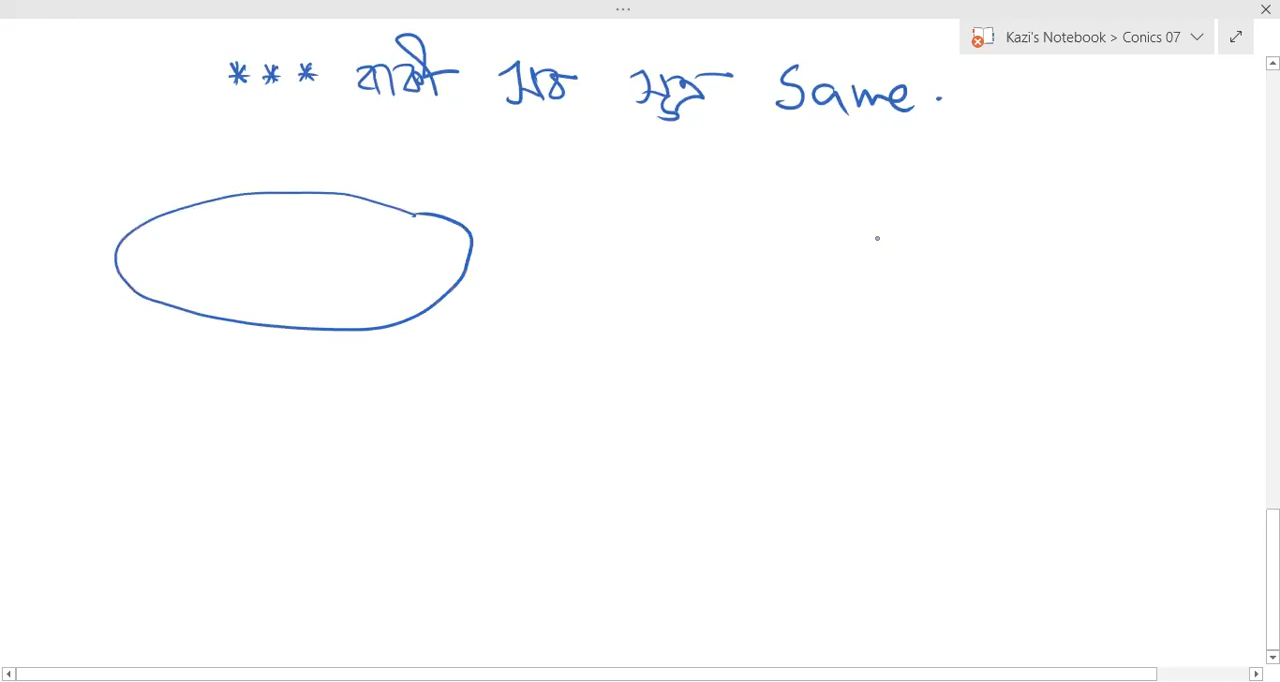 Kazi's Notebook > Conics 07
*** বাকী সব সূত্র Same.